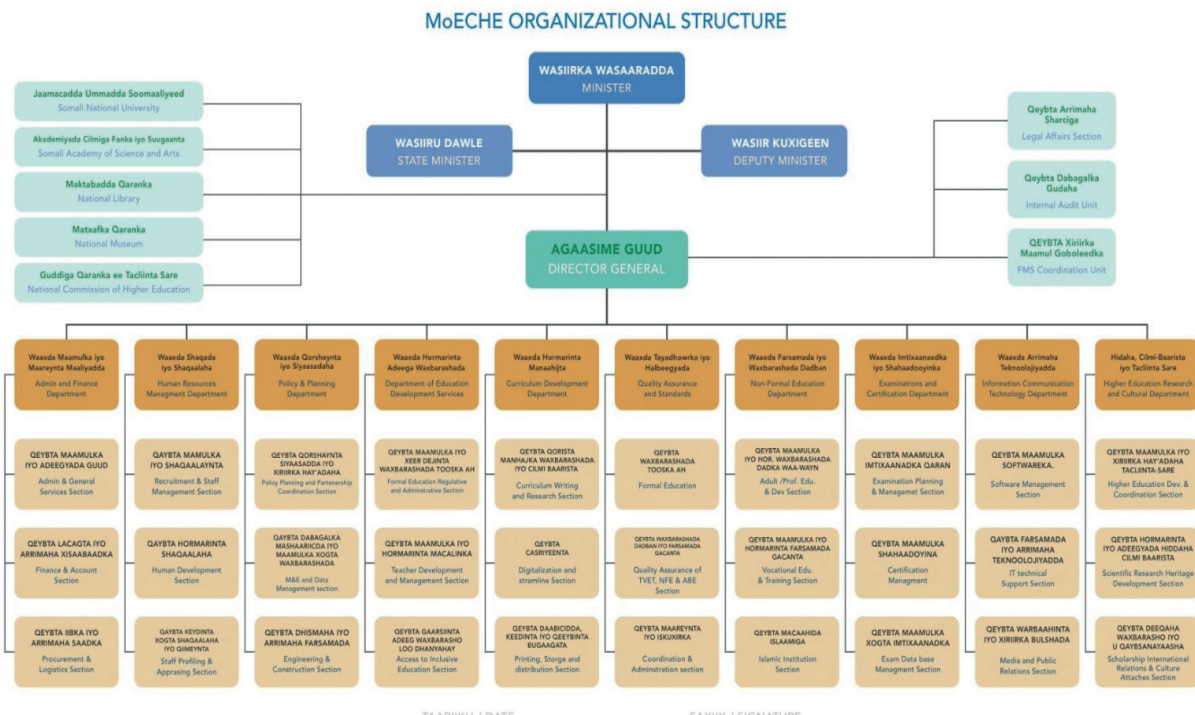 MoECHE ORGANIZATIONAL STRUCTURE
WASIIRKA WASAARADDA
MINISTER
WASIIRU DAWLE
STATE MINISTER
WASIIR KUXIGEEN
DEPUTY MINISTER
Jaamacadda Ummadda Soomaaliyeed
Somali National University
Akademiyada Cilmiga Fanka iyo Suugaanta
Somali Academy of Science and Arts
Maktabadda Qaranka
National Library
Matxafka Qaranka
National Museum
Guddiga Qaranka ee Tacliinta Sare
National Commission of Higher Education
Qaybta Arrimaha
Sharciga
Legal Affairs Section
Qeybta Dabagalka
Gudaha
Internal Audit Unit
QEYBTA Xiriirka
Maamul Goboleedka
FMS Coordination Unit
AGAASIME GUUD
DIRECTOR GENERAL
Waaxda Maamulka iyo
Maareynta Maaliyadda
Admin and Finance
Department
Waaxda Shaqada
iyo Shaqaalaha
Human Resources
Managment Department
Waaxda Qorsheynta
iyo Siyaasadaha
Policy & Planning
Department
Waaxda Hormarinta
Adeega Waxbarashada
Department of Education
Development Services
Waaxda Hormarinta
Manaahijta
Curriculum Development
Department
Waaxda Tayadhowrka iyo
Halbeegyada
Quality Assurance
and Standards
Waaxda Farsamada iyo
Waxbarashada Dadban
Non-Formal Education
Department
Waaxda Imtixaanaadka
iyo Shahaadooyinka
Examinations and
Certification Department
Waaxda Arrimaha
Teknoolojiyadda
Information Communication
Technology Department
Hidaha, Cilmi-Baarista
iyo Tacliinta Sare
Higher Education Research
and Cultural Department
QEYBTA MAAMULKA
IYO ADEEGYADA GUUD
Admin & General
Services Section
QAYBTA MAMULKA
IYO SHAQAALAYNTA
Recruitment & Staff
Management Section
QEYBTA QORSHAYNTA
SIYAASADDA IYO
XIRIIRKA HAY'ADAHA
Policy Planning and Partenership
Coordination Section
QEYBTA MAAMULKA IYO
XEER DEJINTA
WAXBARASHADA TOOSKA AH
Formal Education Regulative
and Adminstrative Section
QEYBTA QORISTA
MANHAJKA WAXBARASHADA
IYO CILMI BAARISTA
Curriculum Writing
and Research Section
QEYBTA
WAXBARASHADA
TOOSKA AH
Formal Education
QEYBTA MAAMULKA
IYO HOR. WAXBARASHADA
DADKA WAA-WAYN
Adult /Prof. Edu.
& Dev Section
QEYBTA MAAMULKA
IMTIXAANADKA QARAN
Examination Planning
& Managemet Section
QEYBTA MAAMULKA
SOFTWAREKA.
Software Management
Section
QEYBTA MAAMULKA IYO
XIRIIRKA HAY'ADAHA
TACLIINTA-SARE
Higher Education Dev. &
Coordination Section
QEYBTA LACAGTA IYO
ARRIMAHA XISAABAADKA
Finance & Account
Section
QAYBTA HORMARINTA
SHAQAALAHA
Human Development
Section
QAYBTA DABAGALKA
MASHAARIICDA IYO
MAAMULKA XOGTA
WAXBARASHADA
M&E and Data
Management section
QEYBTA MAAMULKA IYO
HORMARINTA MACALINKA
Teacher Development
and Management Section
QEYBTA
CASRIYEENTA
Digitalization and
stramline Section
QEYBTA WAXBARASHADA
DADBAN IYO FARSAMADA
GACANTA
Quality Assurance of
TVET, NFE & ABE
Section
QEYBTA MAAMULKA IYO
HORMARINTA FARSAMADA
GACANTA
Vocational Edu.
& Training Section
QEYBTA MAAMULKA
SHAHAADOYINA
Certification
Managment
QAYBTA FARSAMADA
IYO ARRIMAHA
TEKNOOLOJIYADDA
IT technical
Support Section
QEYBTA HORMARINTA
IYO ADEEGYADA HIDDAHA
CILMI BAARISTA
Scientific Research Heritage
Development Section
QEYBTA IIBKA IYO
ARRIMAHA SAADKA
Procurement &
Logistics Section
QAYBTA KEYDINTA
XOGTA SHAQAALAHA
IYO QIIMEYNTA
Staff Profiling &
Apprasing Section
QEYBTA DHISMAHA IYO
ARRIMAHA FARSAMADA
Engineering &
Construction Section
QEYBTA GAARSIINTA
ADEEG WAXBARASHO
LOO DHANYAHAY
Access to Inclusive
Education Section
QEYBTA DAABICIDDA,
KEEDINTA IYO QEEYBINTA
BUGAAGATA
Printing, Storge and
distribution Section
QEYBTA MAAREYNTA
IYO ISKUXIRKA
Coordination &
Adminstration section
QEYBTA MACAAHIDA
ISLAAMIGA
Islamic Institution
Section
QAYBTA MAAMULKA
XOGTA IMTIXAANADKA
Exam Data base
Managment Section
QEYBTA WARBAAHINTA
IYO XIRIIRKA BULSHADA
Media and Public
Relations Section
QEYBTA DEEQAHA
WAXBARASHO IYO
U QAYBSANAYAASHA
Scholarship International
Relations & Culture
Attaches Section